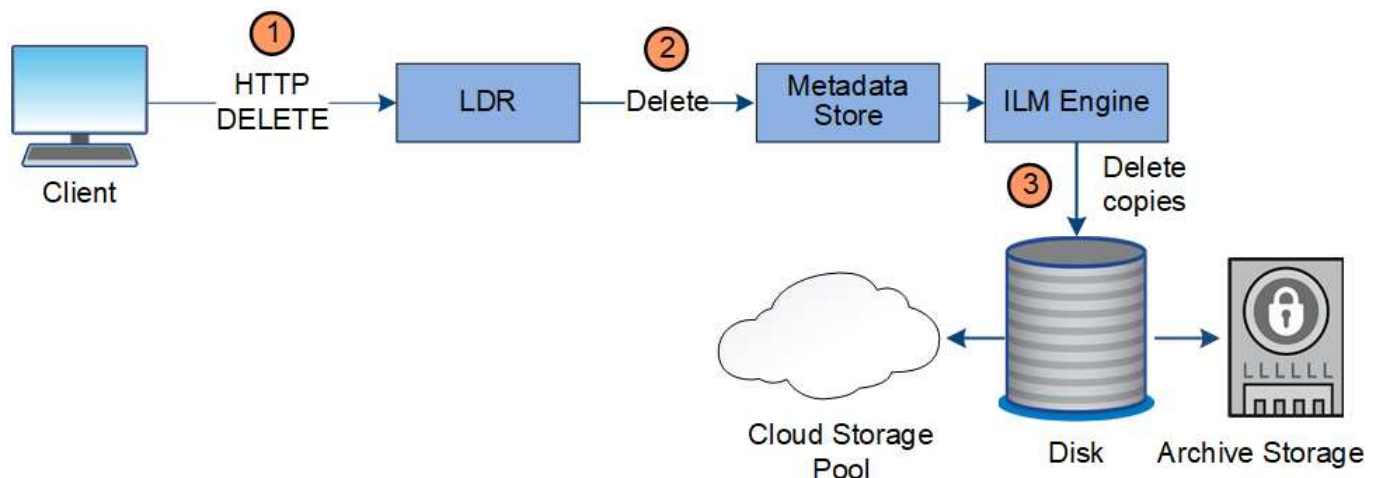 1
HTTP
DELETE
LDR
2
Delete
Metadata
Store
ILM Engine
Client
3
Delete
copies
LLLLLL
Cloud Storage
Pool
Disk
Archive Storage